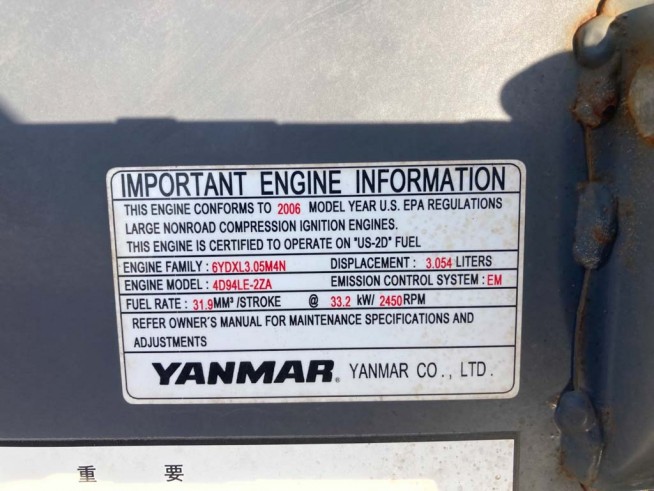 IMPORTANT ENGINE INFORMATION
THIS ENGINE CONFORMS TO 2006 MODEL YEAR U.S. EPA REGULATIONS
LARGE NONROAD COMPRESSION IGNITION ENGINES.
THIS ENGINE IS CERTIFIED TO OPERATE ON "US-2D" FUEL
ENGINE FAMILY : 6YDXL3.05M4N DISPLACEMENT : 3.054 LITERS
ENGINE MODEL : 4D94LE-2ZA EMISSION CONTROL SYSTEM : EM
FUEL RATE : 31.9MM³ /STROKE @ 33.2 kW/ 2450RPM
REFER OWNER'S MANUAL FOR MAINTENANCE SPECIFICATIONS AND
ADJUSTMENTS
YANMAR® YANMAR CO., LTD.
重 要